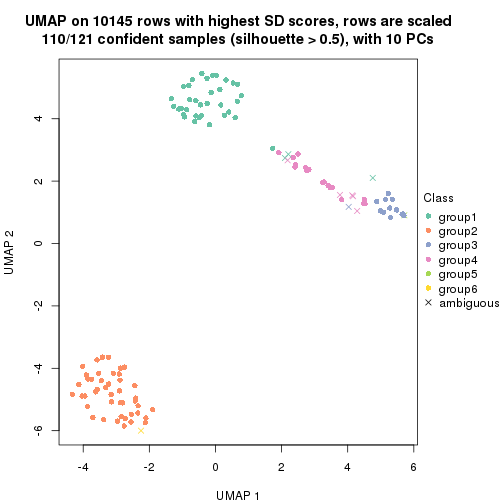 UMAP on 10145 rows with highest SD scores, rows are scaled
110/121 confident samples (silhouette > 0.5), with 10 PCs
4
2
0
-2
-4
-6
UMAP 2
-4
-2
0
2
4
6
UMAP 1
Class
group1
group2
group3
group4
group5
group6
ambiguous